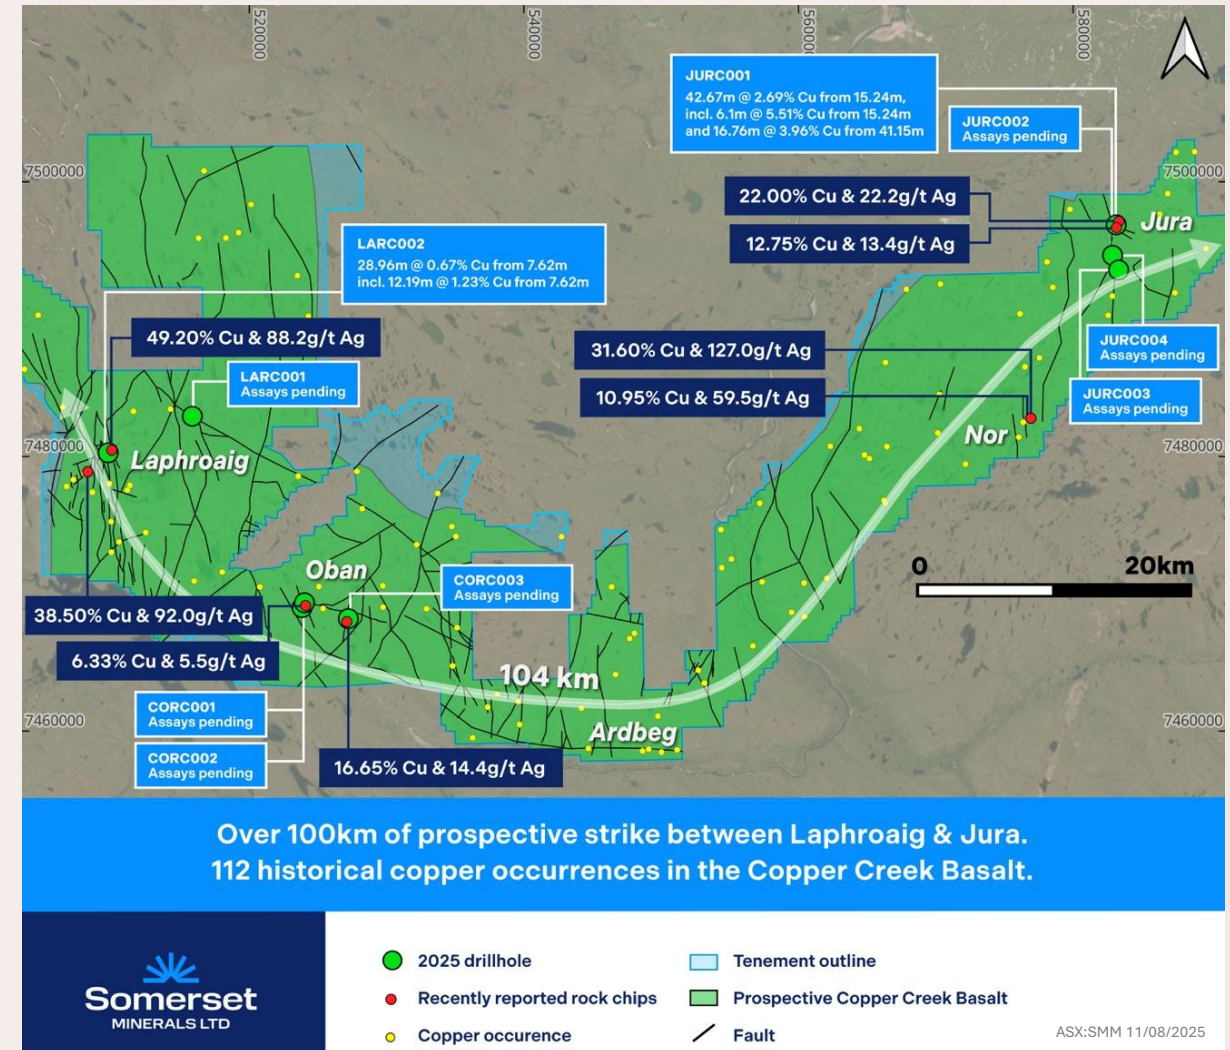 520000
540000
560000
580000
JURC001
42.67m @ 2.69% Cu from 15.24m,
incl. 6.1m @ 5.51% Cu from 15.24m
and 16.76m @ 3.96% Cu from 41.15m
JURC002
Assays pending
7500000
7500000
22.00% Cu & 22.2g/t Ag
12.75% Cu & 13.4g/t Ag
Jura
LARC002
28.96m @ 0.67% Cu from 7.62m
incl. 12.19m @ 1.23% Cu from 7.62m
49.20% Cu & 88.2g/t Ag
31.60% Cu & 127.0g/t Ag
10.95% Cu & 59.5g/t Ag
JURC004
Assays pending
LARC001
Assays pending
JURC003
Assays pending
Nor
7480000
7480000
Laphroaig
Oban
CORC003
Assays pending
0 20km
38.50% Cu & 92.0g/t Ag
6.33% Cu & 5.5g/t Ag
104 km
CORC001
Assays pending
7460000
7460000
Ardbeg
CORC002
Assays pending
16.65% Cu & 14.4g/t Ag
Over 100km of prospective strike between Laphroaig & Jura.
112 historical copper occurrences in the Copper Creek Basalt.
Somerset
MINERALS LTD
2025 drillhole
Recently reported rock chips
Copper occurence
Tenement outline
Prospective Copper Creek Basalt
Fault
ASX:SMM 11/08/2025